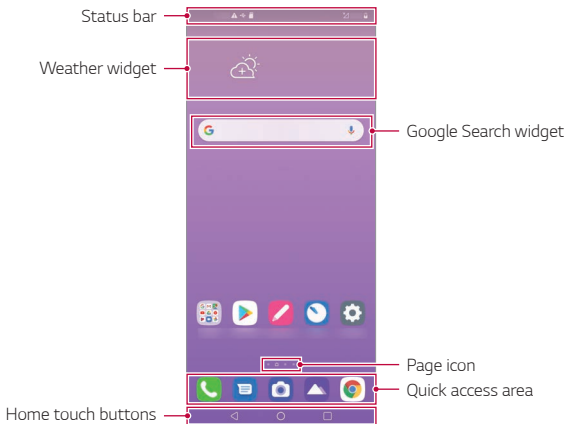 Status bar
Weather widget
Google Search widget
Page icon
Quick access area
Home touch buttons